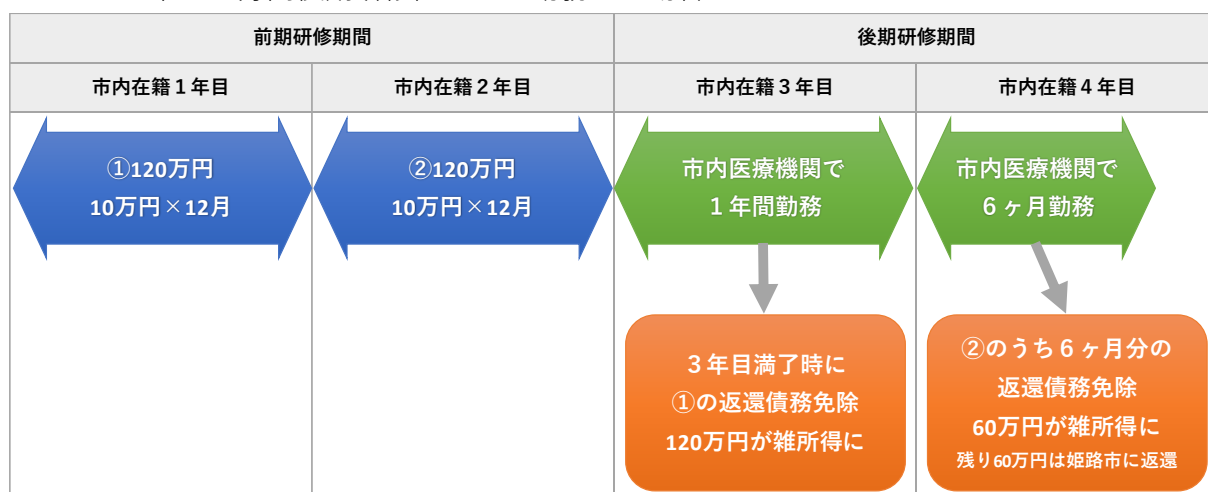 前期研修期間
後期研修期間
市内在籍１年目
市内在籍２年目
市内在籍３年目
市内在籍４年目
①120万円
10万円×12月
②120万円
10万円×12月
市内医療機関で
１年間勤務
市内医療機関で
６ヶ月勤務
３年目満了時に
①の返還債務免除
120万円が雑所得に
②のうち６ヶ月分の
返還債務免除
60万円が雑所得に
残り60万円は姫路市に返還